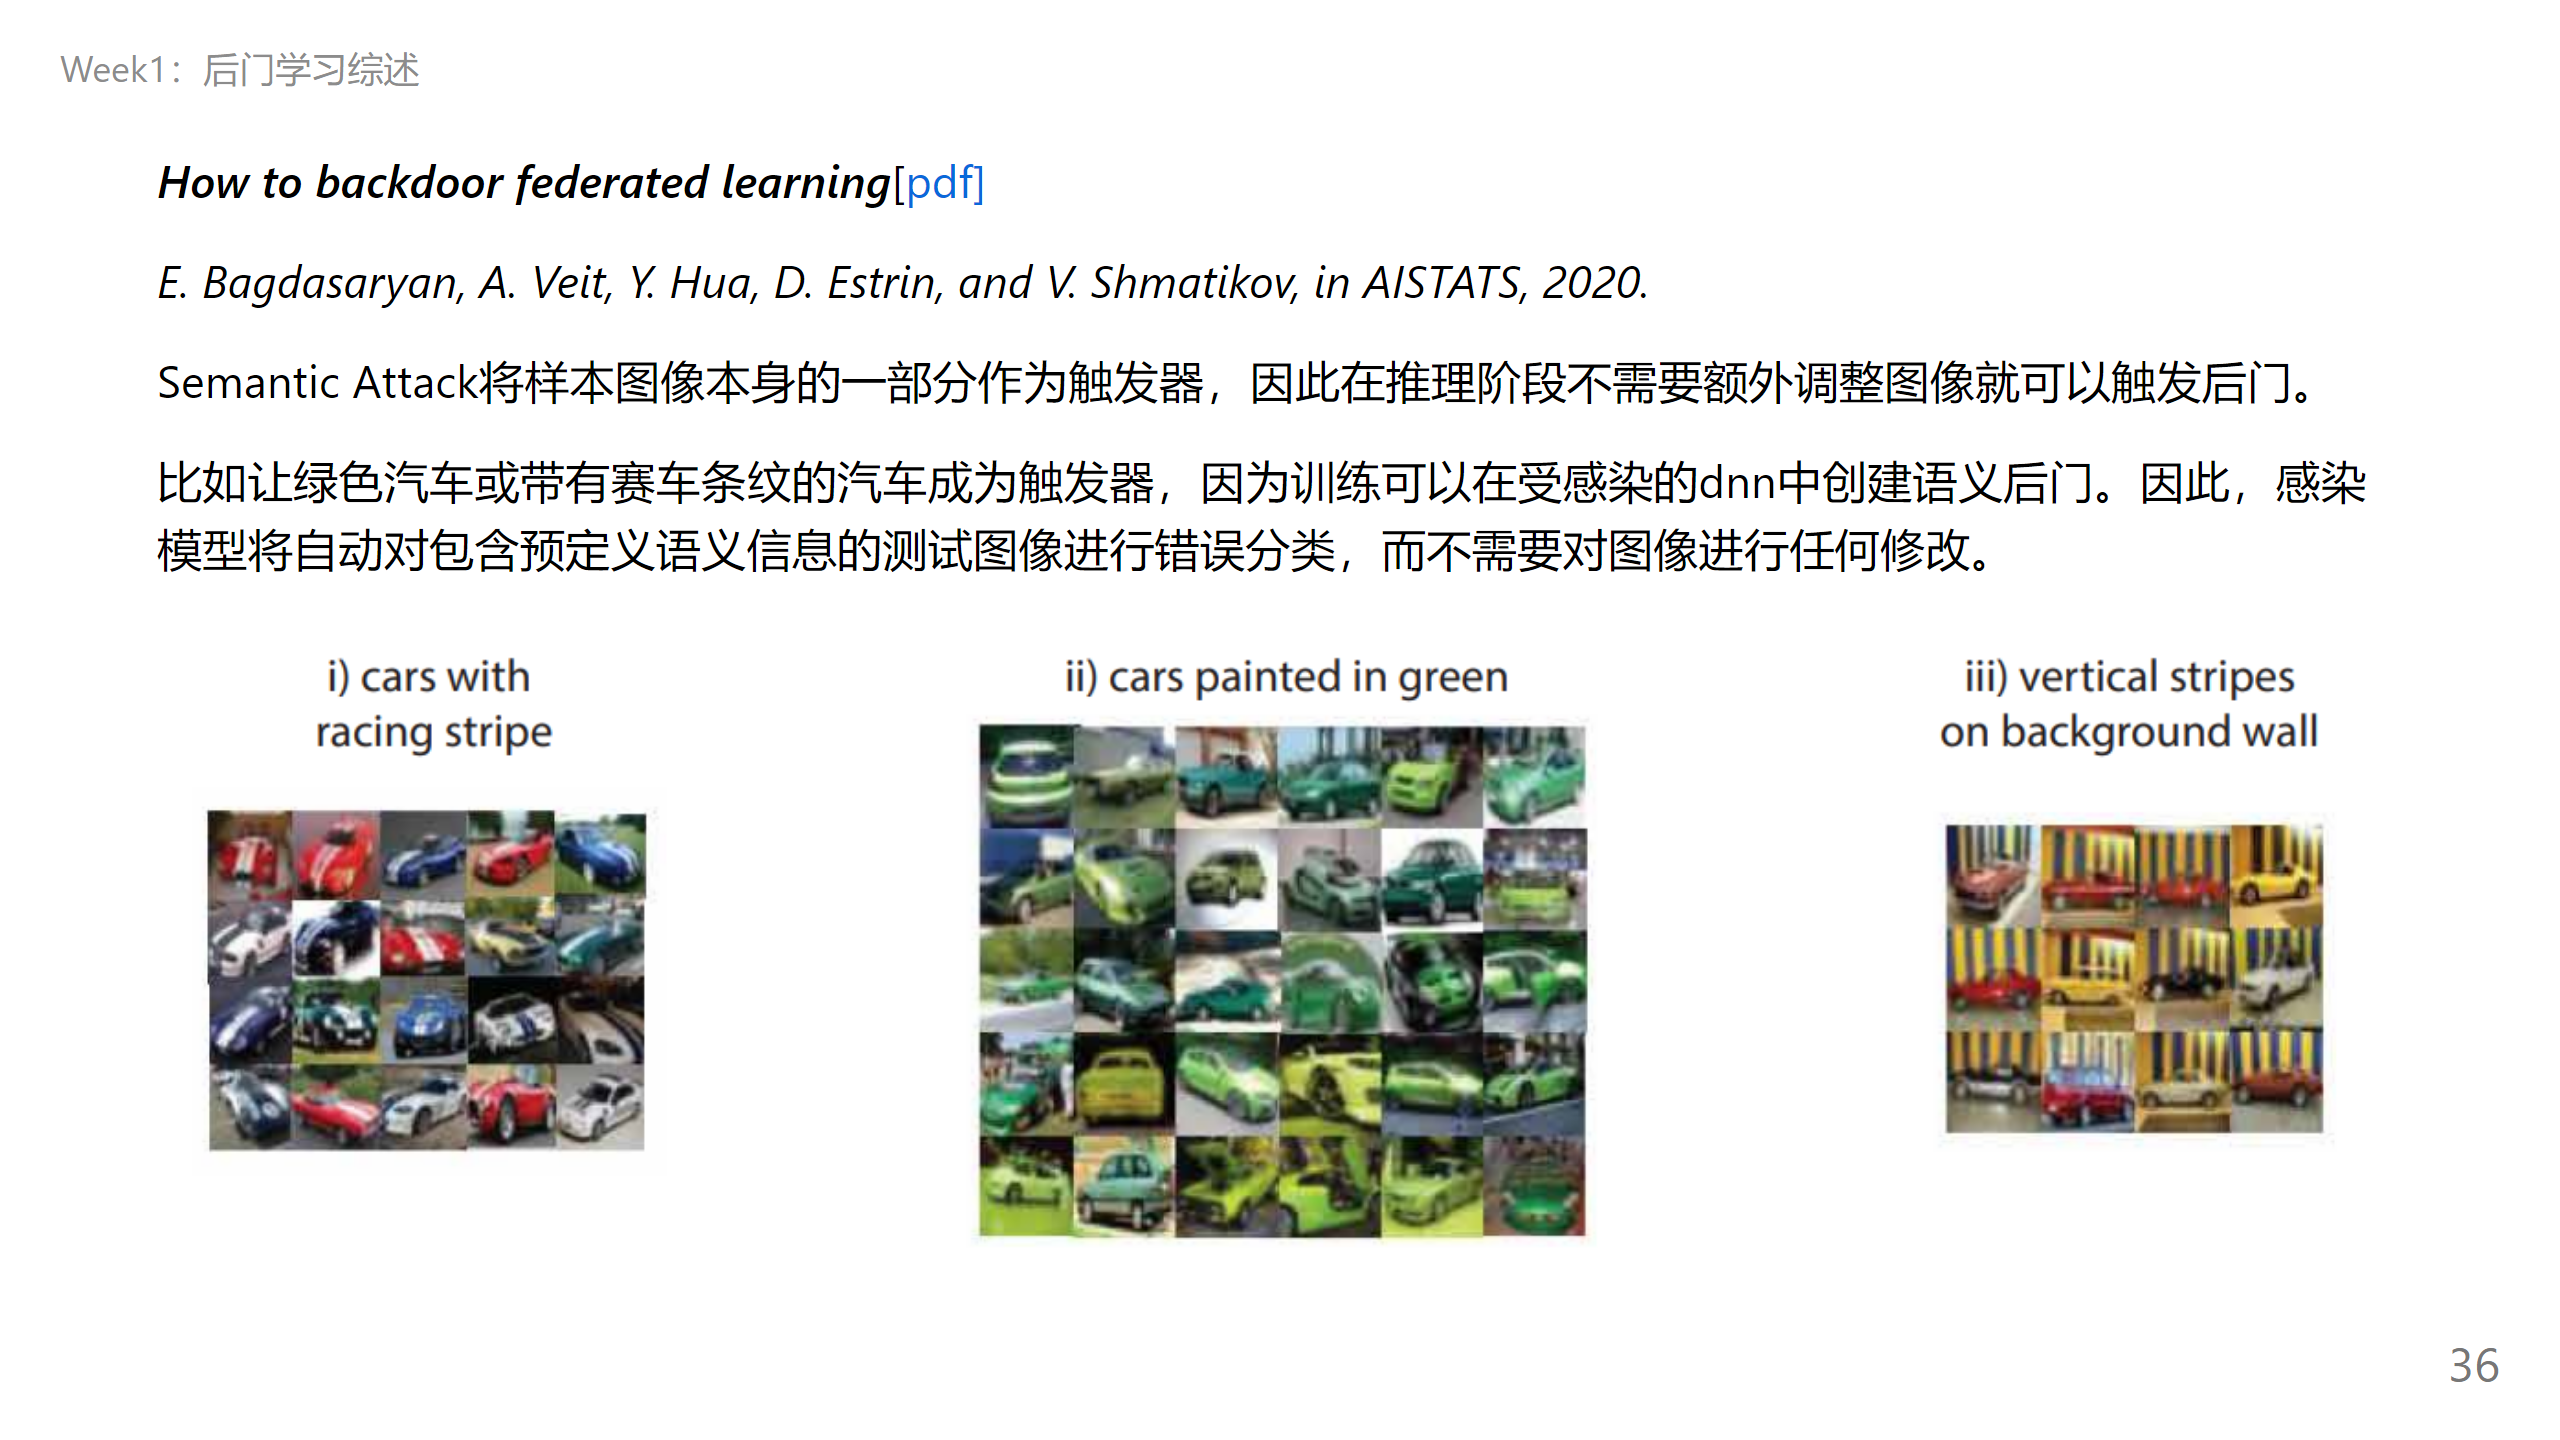 Week1：后门学习综述
How to backdoor federated learning[pdf]
E. Bagdasaryan, A. Veit, Y. Hua, D. Estrin, and V. Shmatikov, in AISTATS, 2020.
Semantic Attack将样本图像本身的一部分作为触发器，因此在推理阶段不需要额外调整图像就可以触发后门。
比如让绿色汽车或带有赛车条纹的汽车成为触发器，因为训练可以在受感染的dnn中创建语义后门。因此，感染
模型将自动对包含预定义语义信息的测试图像进行错误分类，而不需要对图像进行任何修改。
i) cars with
racing stripe
ii) cars painted in green
iii) vertical stripes
on background wall
36